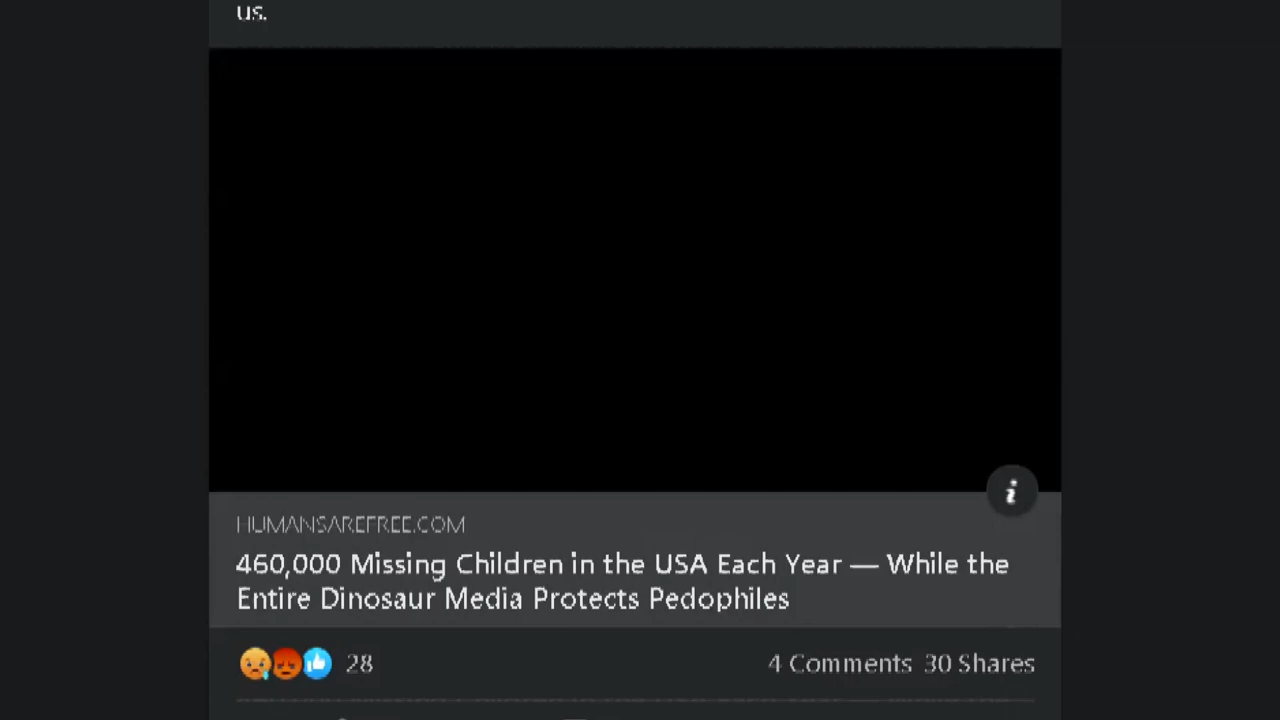 us.
HUMANSAREFREE.COM
460,000 Missing Children in the USA Each Year — While the
Entire Dinosaur Media Protects Pedophiles
28
4 Comments 30 Shares